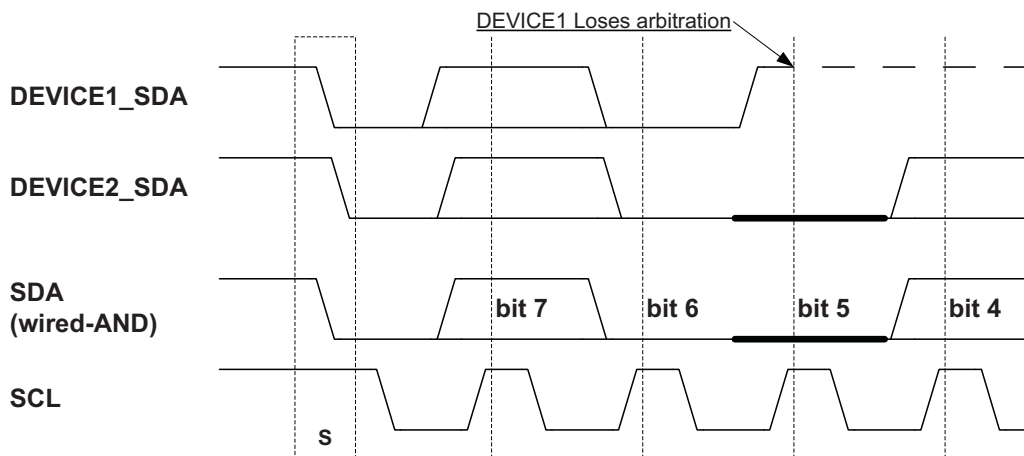 DEVICE1 Loses arbitration
DEVICE1_SDA
DEVICE2_SDA
SDA
(wired-AND)
bit 7
bit 6
bit 5
bit 4
SCL
S